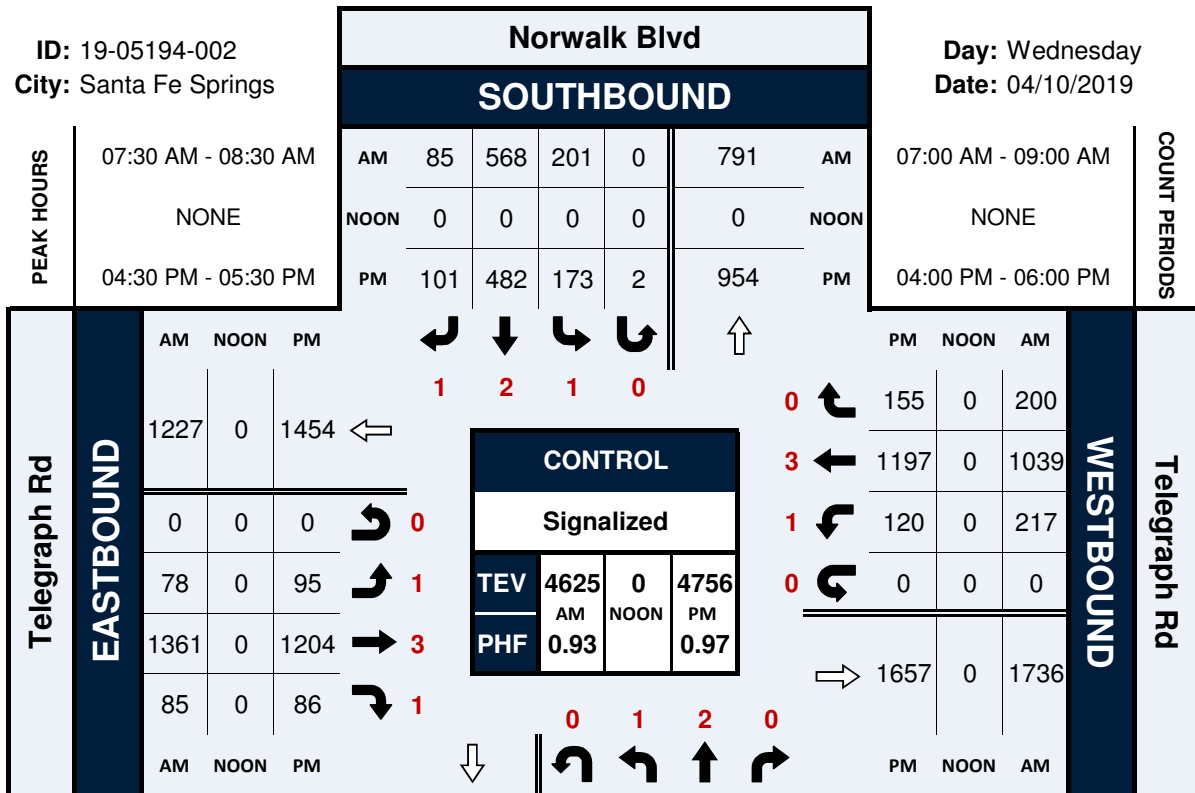 Norwalk Blvd
ID: 19-05194-002
Day: Wednesday
City: Santa Fe Springs
SOUTHBOUND
Date: 04/10/2019
PEAK HOURS
07:30 AM - 08:30 AM
AM 85 568 201 0 791 AM
07:00 AM - 09:00 AM
COUNT PERIODS
NONE
NOON 0 0 0 0 0 NOON
NONE
04:30 PM - 05:30 PM
PM 101 482 173 2 954 PM
04:00 PM - 06:00 PM
Telegraph Rd
EASTBOUND
AM NOON PM
1 2 1 0
PM NOON AM
WESTBOUND
Telegraph Rd
0 155 0 200
1227 0 1454
CONTROL
3 1197 0 1039
0 0 0 0
Signalized
1 120 0 217
78 0 95 1
TEV 4625 0 4756
AM NOON PM
0 0 0 0
1361 0 1204 3
PHF 0.93 0.97
1657 0 1736
85 0 86 1
0 1 2 0
AM NOON PM
PM NOON AM